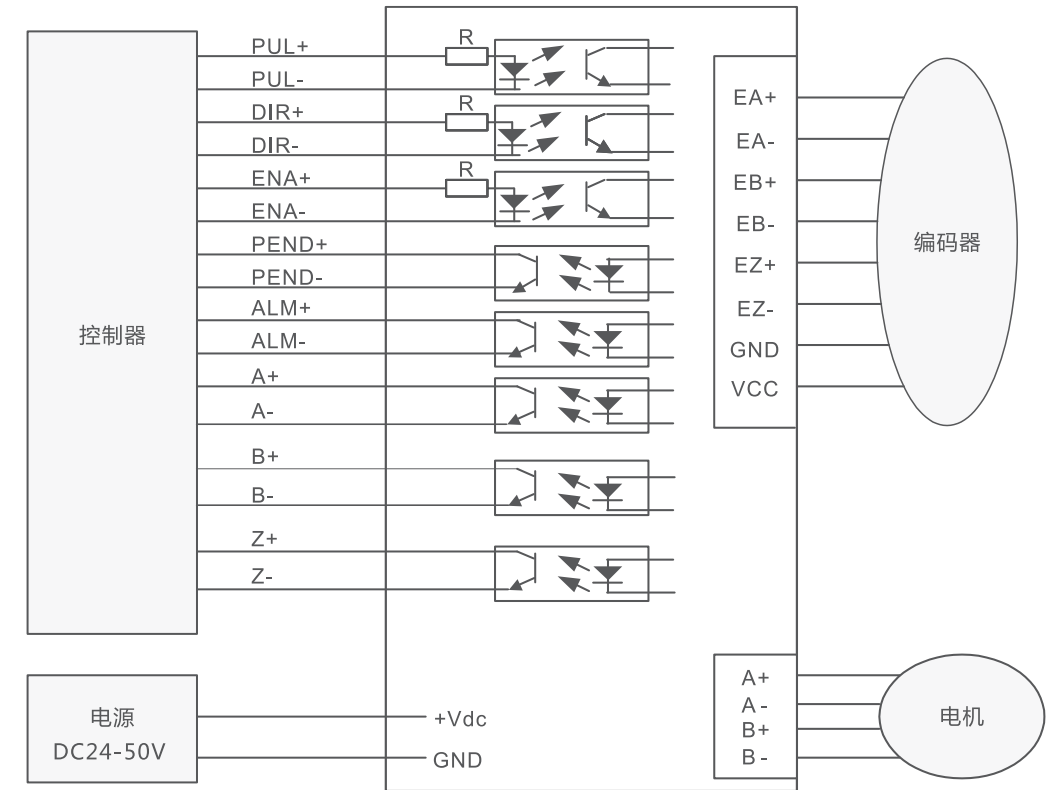 控制器
PUL+
R
PUL-
DIR+
R
DIR-
ENA+
R
ENA-
PEND+
PEND-
ALM+
ALM-
A+
A-
B+
B-
Z+
Z-
EA+
EA-
EB+
EB-
EZ+
EZ-
GND
VCC
编码器
电源
DC24-50V
+Vdc
GND
A+
A-
B+
B-
电机